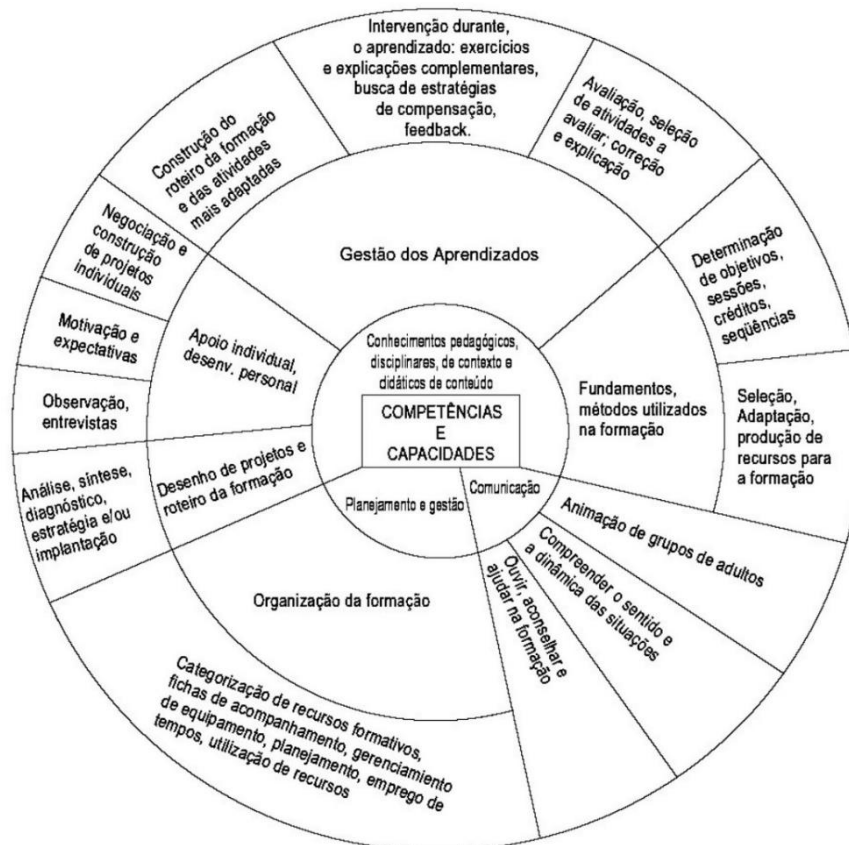 Intervenção durante,
o aprendizado: exercícios
e explicações complementares,
busca de estratégias
de compensação,
feedback.
Avaliação, seleção
de atividades a
avaliar; correção
e explicação
Construção do
roteiro da formação
e das atividades
mais adaptadas
Negociação e
construção
de projetos
individuais
Determinação
de objetivos,
sessões,
créditos,
seqüências
Gestão dos Aprendizados
Motivação e
expectativas
Apoio individual,
desenv. personal
Conhecimentos pedagógicos,
disciplinares, de contexto e
didáticos de conteúdo
Observação,
entrevistas
COMPETÊNCIAS
E
CAPACIDADES
Fundamentos,
métodos utilizados
na formação
Seleção,
Adaptação,
produção de
recursos para
a formação
Análise, síntese,
diagnóstico,
estratégia e/ou
implantação
Desenho de projetos e
roteiro da formação
Planejamento e gestão
Comunicação
Animação de grupos de adultos
Compreender o sentido e
a dinâmica das situações
Ouvir, aconselhar e
ajudar na formação
Organização da formação
Categorização de recursos formativos,
fichas de acompanhamento, gerenciamiento
de equipamento, planejamento, emprego de
tempos, utilização de recursos